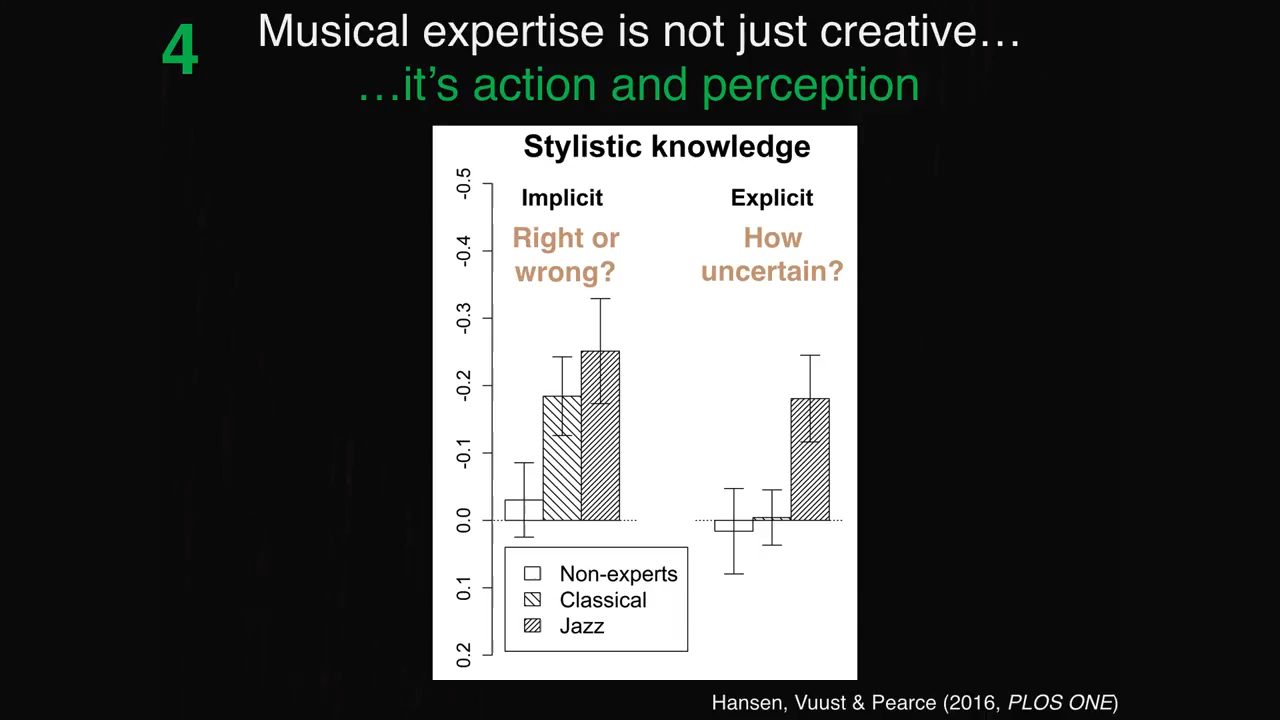 4
Musical expertise is not just creative…
…it's action and perception
Stylistic knowledge
Implicit
Explicit
Right or
wrong?
How
uncertain?
-0.5
-0.4
-0.3
-0.2
-0.1
0.0
0.1
0.2
Non-experts
Classical
Jazz
Hansen, Vuust & Pearce (2016, PLOS ONE)